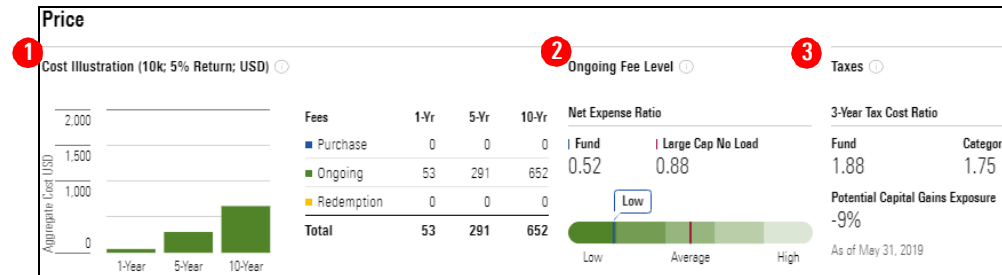 Price
1
Cost Illustration (10k; 5% Return; USD)
Aggregate Cost USD
2,000
1,500
1,000
0
1-Year 5-Year 10-Year
Fees 1-Yr 5-Yr 10-Yr
Purchase 0 0 0
Ongoing 53 291 652
Redemption 0 0 0
Total 53 291 652
2
Ongoing Fee Level
Net Expense Ratio
Fund Large Cap No Load
0.52 0.88
Low
Low Average High
3
Taxes
3-Year Tax Cost Ratio
Fund Categor
1.88 1.75
Potential Capital Gains Exposure
-9%
As of May 31, 2019